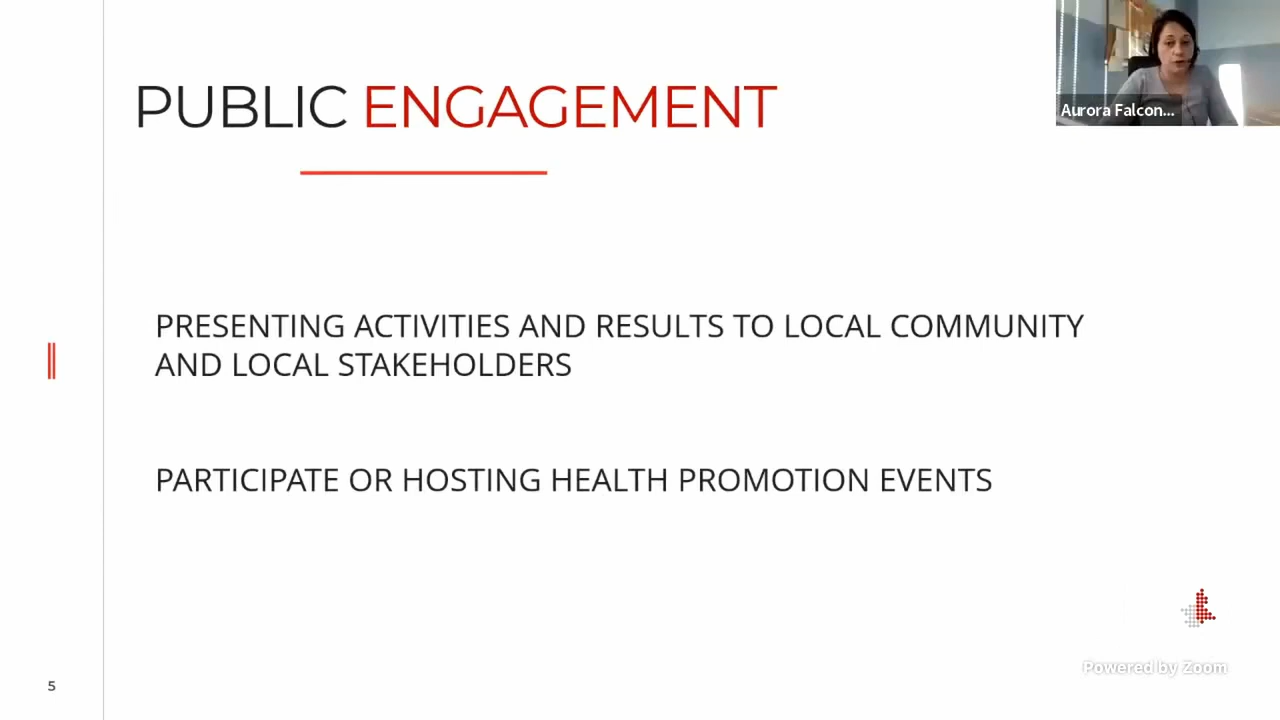 PUBLIC ENGAGEMENT
Aurora Falcon...
PRESENTING ACTIVITIES AND RESULTS TO LOCAL COMMUNITY
AND LOCAL STAKEHOLDERS
PARTICIPATE OR HOSTING HEALTH PROMOTION EVENTS
Powered by Zoom
5